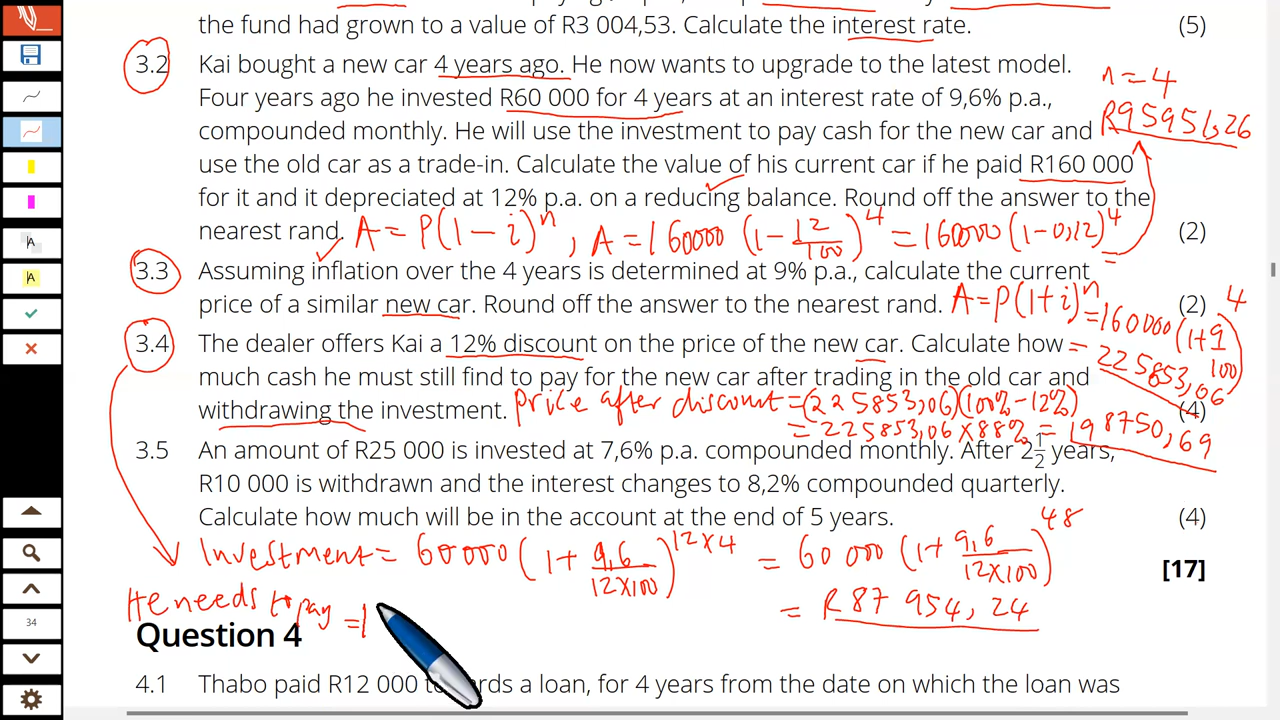 the fund had grown to a value of R3 004,53. Calculate the interest rate. (5)
3.2 Kai bought a new car 4 years ago. He now wants to upgrade to the latest model.
n = 4
Four years ago he invested R60 000 for 4 years at an interest rate of 9,6% p.a.,
compounded monthly. He will use the investment to pay cash for the new car and
R95951,26
use the old car as a trade-in. Calculate the value of his current car if he paid R160 000
for it and it depreciated at 12% p.a. on a reducing balance. Round off the answer to the
nearest rand. (2)
A = P(1 - i)^n, A = 160000 (1 - 12/100)^4 = 160000 (1 - 0,12)^4 =
3.3 Assuming inflation over the 4 years is determined at 9% p.a., calculate the current
price of a similar new car. Round off the answer to the nearest rand. (2)
A = P(1 + i)^n = 160000 (1 + 9/100)^4
3.4 The dealer offers Kai a 12% discount on the price of the new car. Calculate how
= 225853,06
much cash he must still find to pay for the new car after trading in the old car and
withdrawing the investment. (4)
Price after discount = (225853,06)(100% - 12%)
= 225853,06 × 88% = 198750,69
3.5 An amount of R25 000 is invested at 7,6% p.a. compounded monthly. After 2 1/2 years,
R10 000 is withdrawn and the interest changes to 8,2% compounded quarterly.
Calculate how much will be in the account at the end of 5 years. (4)
Investment = 60000 (1 + 9,6/12×100)^12×4 = 60 000 (1 + 9,6/12×100)^48
[17]
= R87 954,24
He needs to pay = 1
34
Question 4
4.1 Thabo paid R12 000 towards a loan, for 4 years from the date on which the loan was